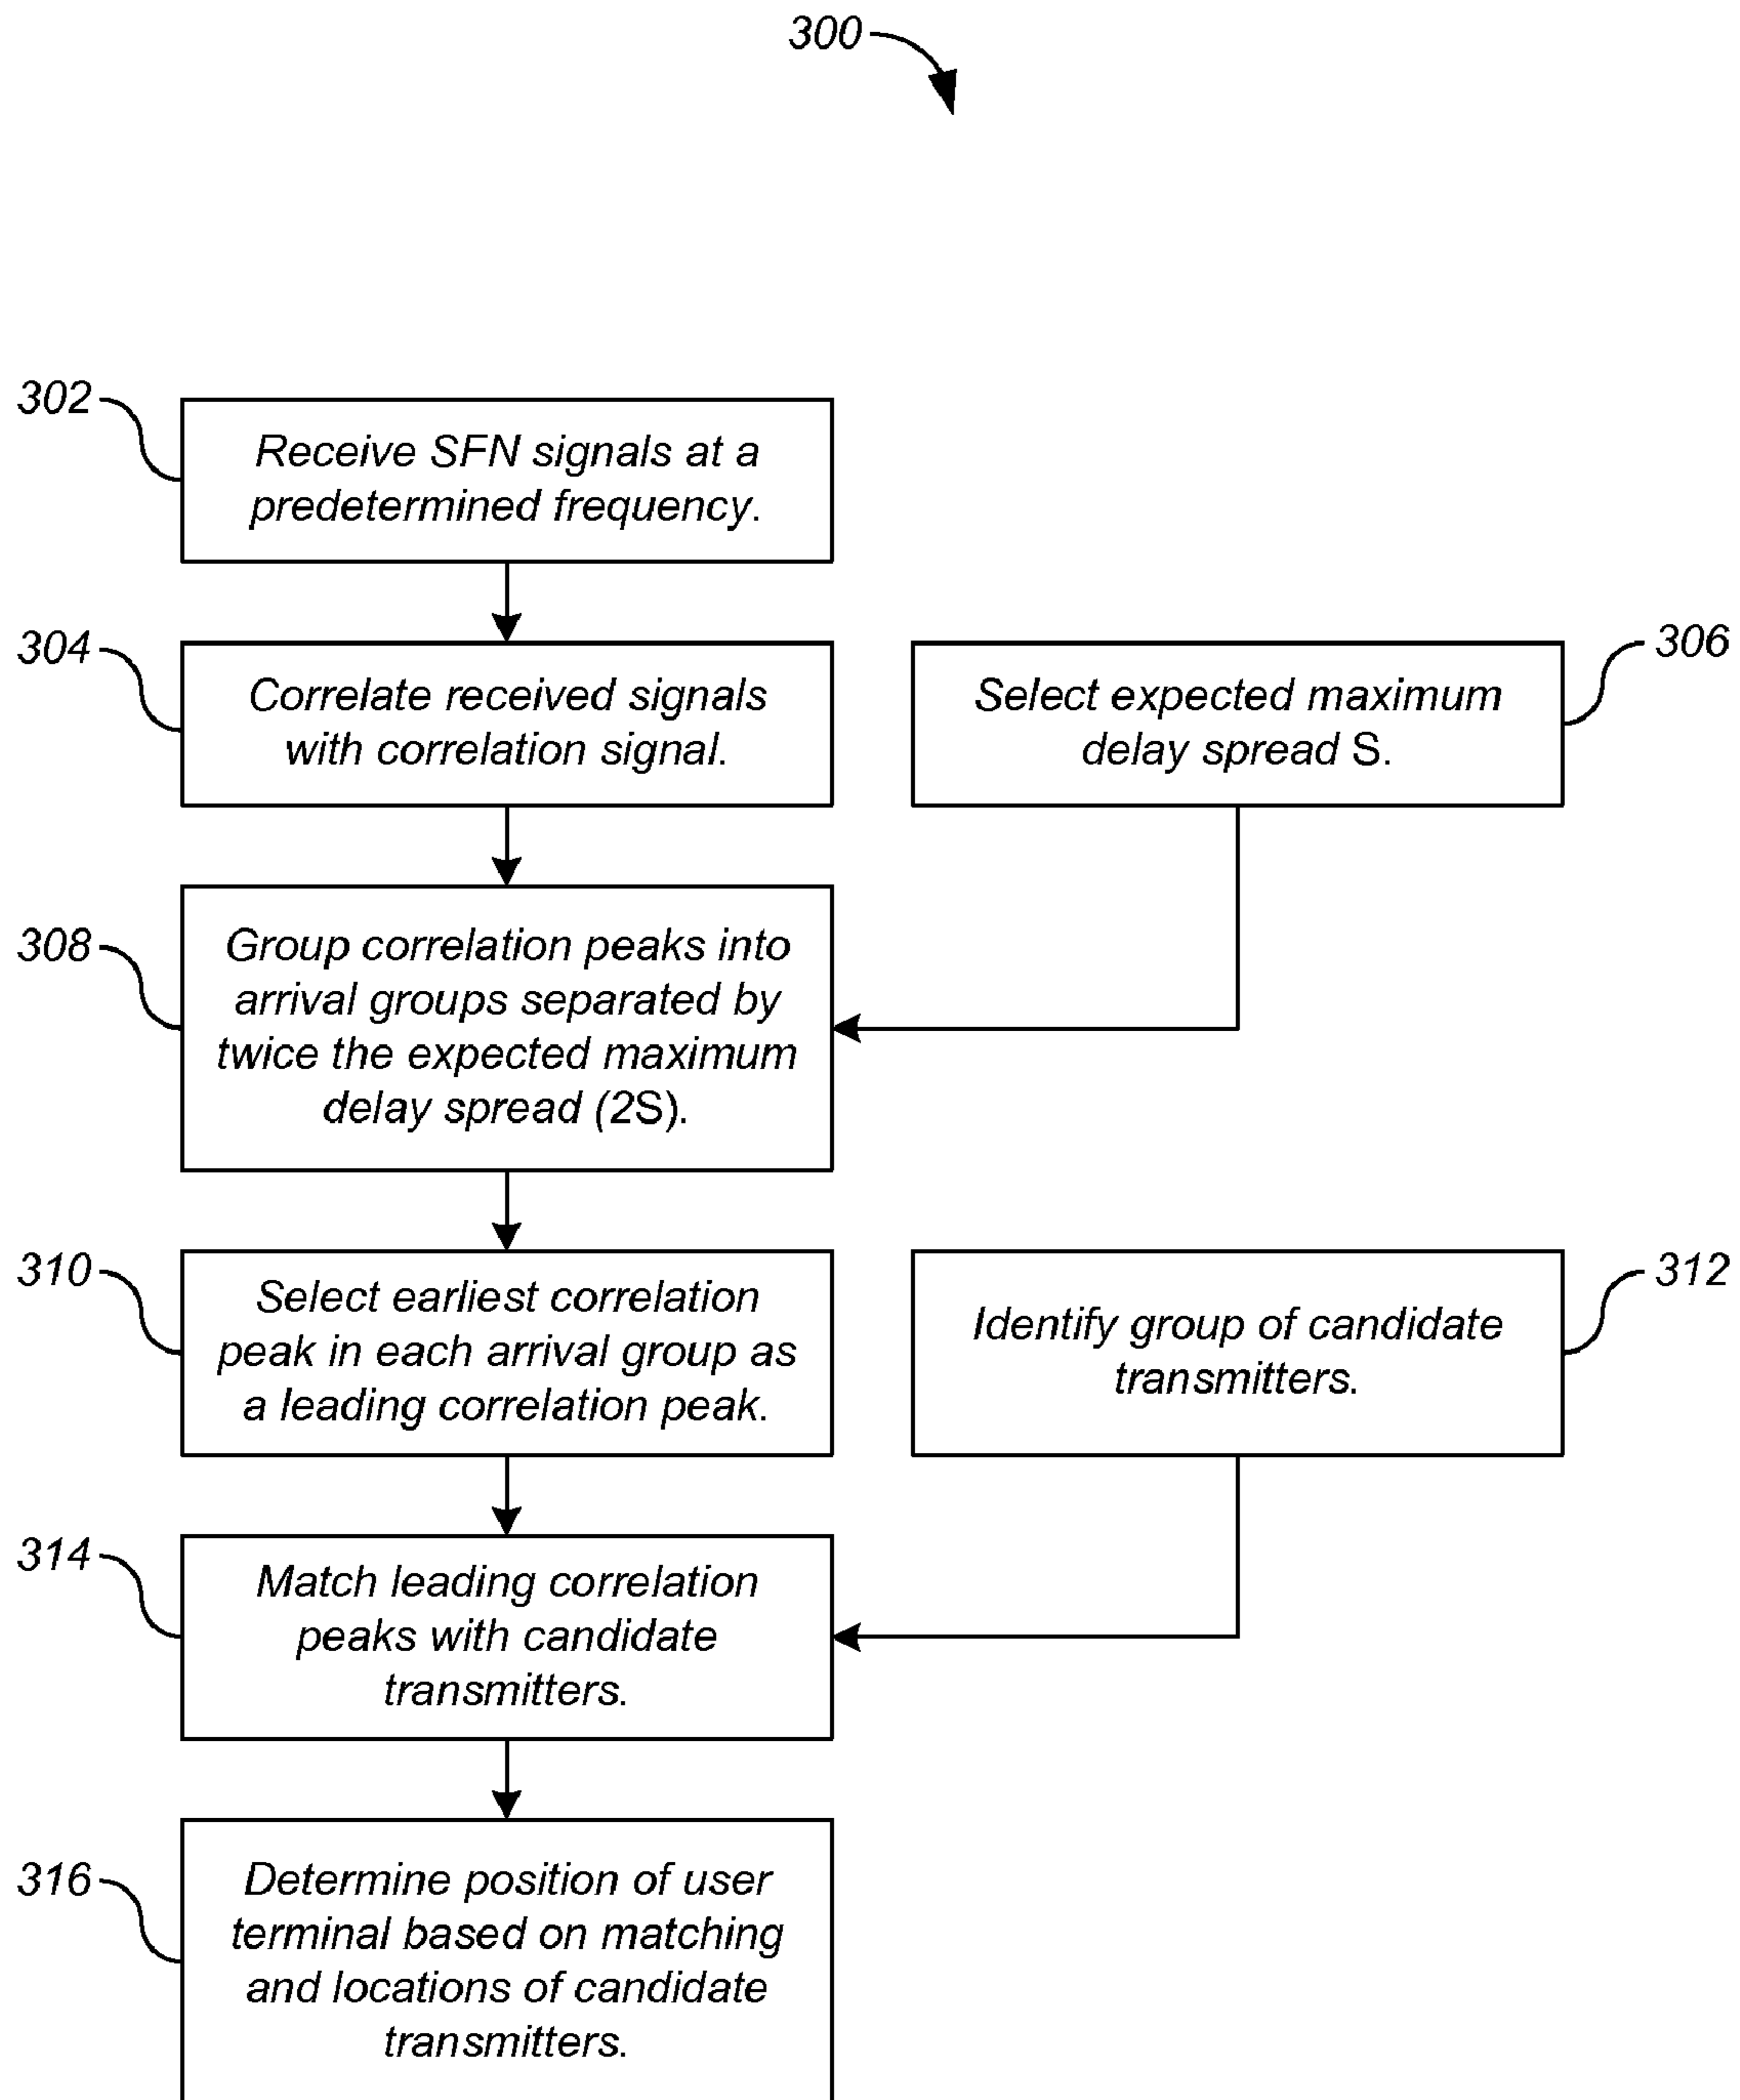 300
302
Receive SFN signals at a
predetermined frequency.
304
Correlate received signals
with correlation signal.
306
Select expected maximum
delay spread S.
308
Group correlation peaks into
arrival groups separated by
twice the expected maximum
delay spread (2S).
310
Select earliest correlation
peak in each arrival group as
a leading correlation peak.
312
Identify group of candidate
transmitters.
314
Match leading correlation
peaks with candidate
transmitters.
316
Determine position of user
terminal based on matching
and locations of candidate
transmitters.